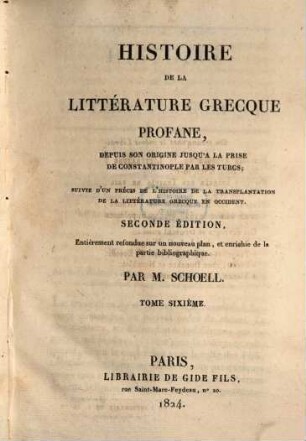 HISTOIRE
DE LA
LITTÉRATURE GRECQUE
PROFANE,
DEPUIS SON ORIGINE JUSQU'A LA PRISE
DE CONSTANTINOPLE PAR LES TURCS;
SUIVIE D'UN PRÉCIS DE L'HISTOIRE DE LA TRANSPLANTATION
DE LA LITTÉRATURE GRECQUE EN OCCIDENT.
SECONDE ÉDITION,
Entièrement refondue sur un nouveau plan, et enrichie de la
partie bibliographique.
PAR M. SCHOELL.
TOME SIXIÈME.
PARIS,
LIBRAIRIE DE GIDE FILS,
rue Saint-Marc-Feydeau, n° 20.
1824.